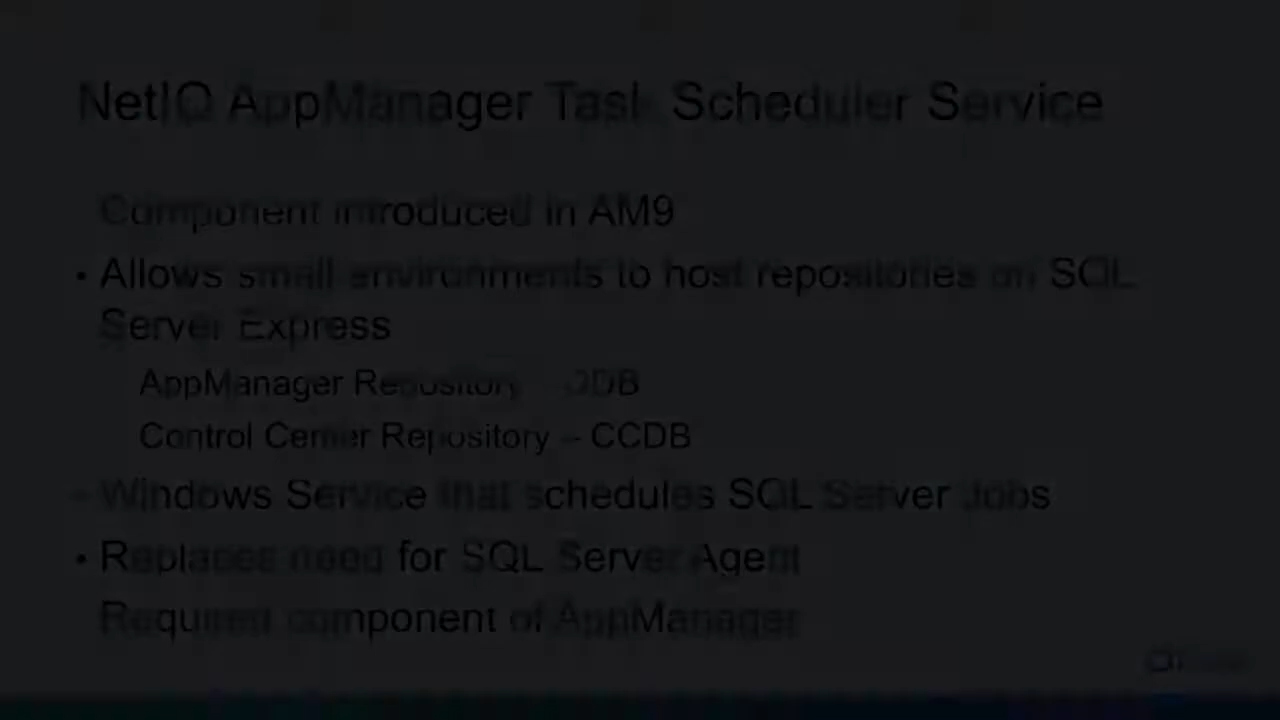 NetIQ AppManager Task Scheduler Service
Component introduced in AM9
• Allows small environments to host repositories on SQL
Server Express
AppManager Repository – QDB
Control Center Repository – CCDB
• Windows Service that schedules SQL Server Jobs
• Replaces need for SQL Server Agent
Required component of AppManager